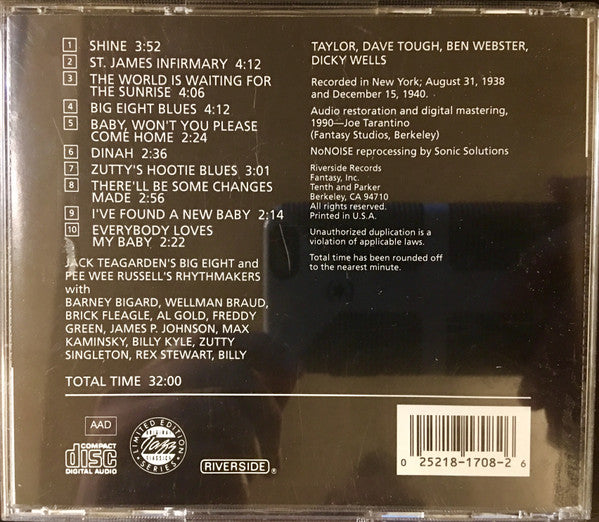 1 SHINE 3:52
2 ST. JAMES INFIRMARY 4:12
3 THE WORLD IS WAITING FOR
THE SUNRISE 4:06
4 BIG EIGHT BLUES 4:12
5 BABY, WON'T YOU PLEASE
COME HOME 2:24
6 DINAH 2:36
7 ZUTTY'S HOOTIE BLUES 3:01
8 THERE'LL BE SOME CHANGES
MADE 2:56
9 I'VE FOUND A NEW BABY 2:14
10 EVERYBODY LOVES
MY BABY 2:22
JACK TEAGARDEN'S BIG EIGHT and
PEE WEE RUSSELL'S RHYTHMAKERS
with
BARNEY BIGARD, WELLMAN BRAUD,
BRICK FLEAGLE, AL GOLD, FREDDY
GREEN, JAMES P. JOHNSON, MAX
KAMINSKY, BILLY KYLE, ZUTTY
SINGLETON, REX STEWART, BILLY
TOTAL TIME 32:00
TAYLOR, DAVE TOUGH, BEN WEBSTER,
DICKY WELLS
Recorded in New York; August 31, 1938
and December 15, 1940.
Audio restoration and digital mastering,
1990—Joe Tarantino
(Fantasy Studios, Berkeley)
NoNOISE reprocessing by Sonic Solutions
Riverside Records
Fantasy, Inc.
Tenth and Parker
Berkeley, CA 94710
All rights reserved.
Printed in U.S.A.
Unauthorized duplication is a
violation of applicable laws.
Total time has been rounded off
to the nearest minute.
AAD
COMPACT
disc
DIGITAL AUDIO
LIMITED EDITION
ORIGINAL
Jazz
CLASSICS
SERIES
RIVERSIDE®
0 25218-1708-2 6